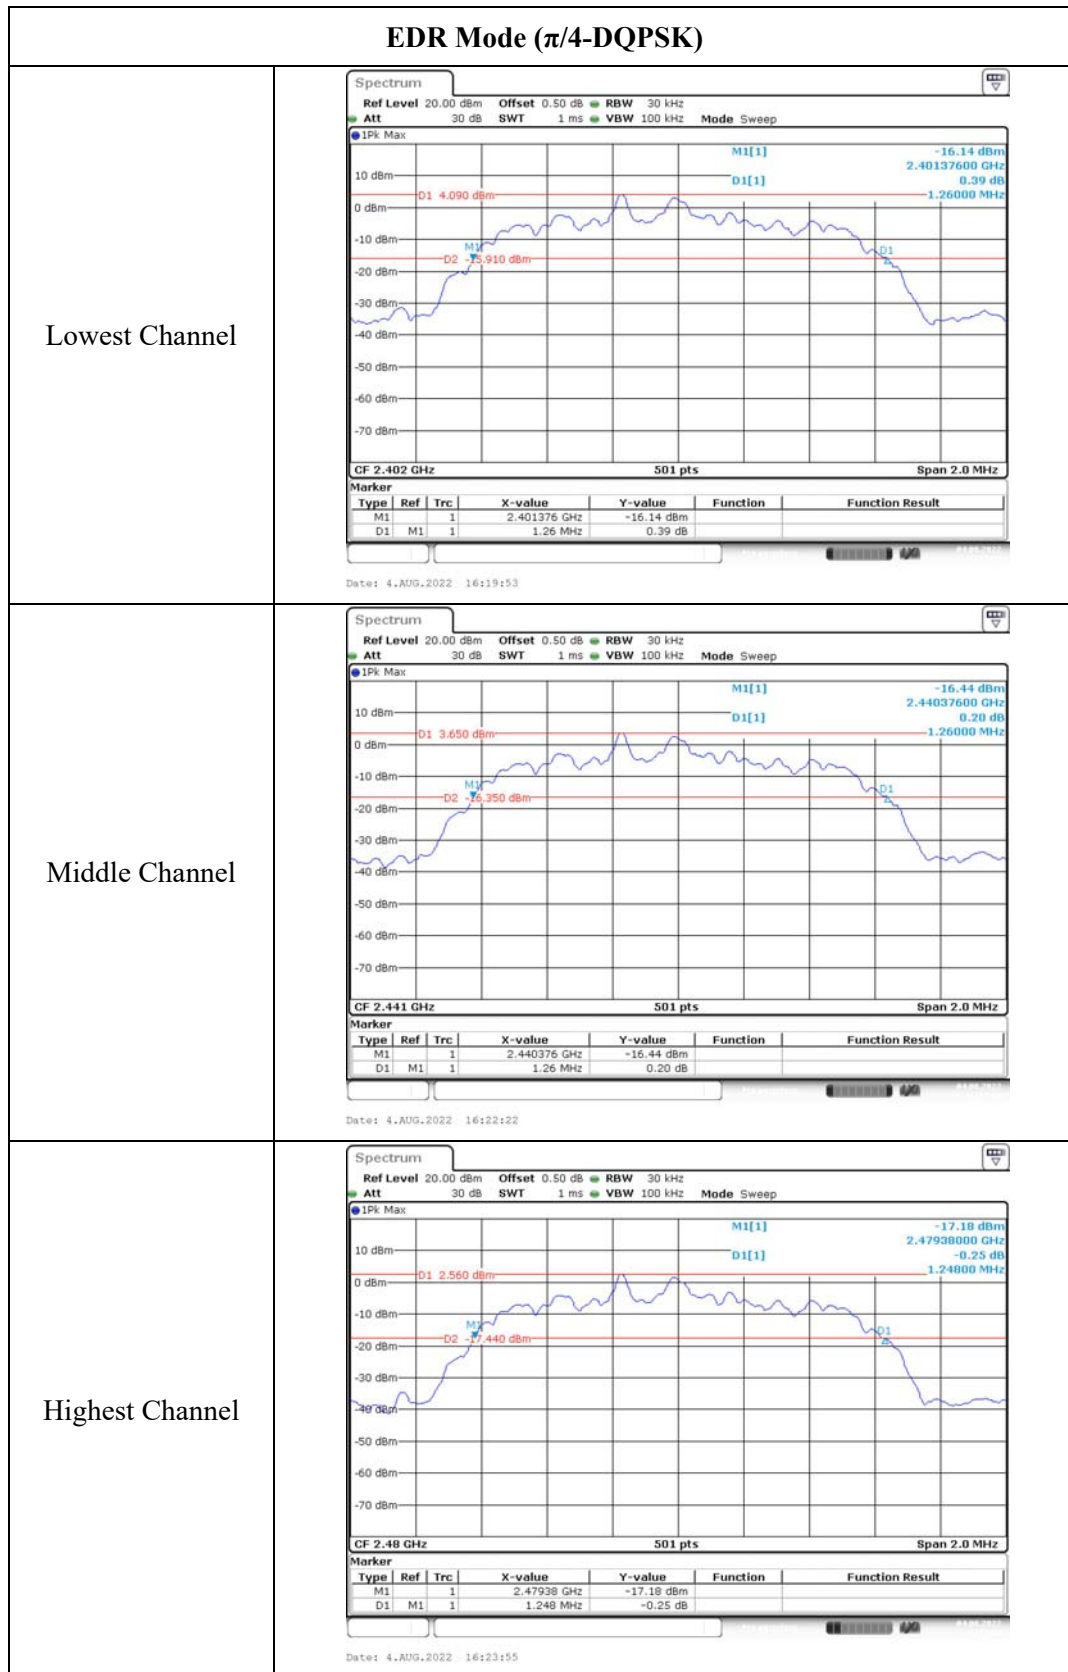 EDR Mode (π/4-DQPSK)
Lowest Channel
Spectrum
Ref Level 20.00 dBm Offset 0.50 dB RBW 30 kHz
Att 30 dB SWT 1 ms VBW 100 kHz Mode Sweep
1Pk Max
M1[1] -16.14 dBm
2.40137600 GHz
10 dBm D1[1] 0.39 dB
D1 4.090 dBm 1.26000 MHz
0 dBm
-10 dBm
M1 D1
D2 -15.910 dBm
-20 dBm
-30 dBm
-40 dBm
-50 dBm
-60 dBm
-70 dBm
CF 2.402 GHz 501 pts Span 2.0 MHz
Marker
Type Ref Trc X-value Y-value Function Function Result
M1 1 2.401376 GHz -16.14 dBm
D1 M1 1 1.26 MHz 0.39 dB
Date: 4.AUG.2022 16:19:53
Middle Channel
Spectrum
Ref Level 20.00 dBm Offset 0.50 dB RBW 30 kHz
Att 30 dB SWT 1 ms VBW 100 kHz Mode Sweep
1Pk Max
M1[1] -16.44 dBm
2.44037600 GHz
10 dBm D1[1] 0.20 dB
D1 3.650 dBm 1.26000 MHz
0 dBm
-10 dBm
M1 D1
D2 -16.350 dBm
-20 dBm
-30 dBm
-40 dBm
-50 dBm
-60 dBm
-70 dBm
CF 2.441 GHz 501 pts Span 2.0 MHz
Marker
Type Ref Trc X-value Y-value Function Function Result
M1 1 2.440376 GHz -16.44 dBm
D1 M1 1 1.26 MHz 0.20 dB
Date: 4.AUG.2022 16:22:22
Highest Channel
Spectrum
Ref Level 20.00 dBm Offset 0.50 dB RBW 30 kHz
Att 30 dB SWT 1 ms VBW 100 kHz Mode Sweep
1Pk Max
M1[1] -17.18 dBm
2.47938000 GHz
10 dBm D1[1] -0.25 dB
D1 2.560 dBm 1.24800 MHz
0 dBm
-10 dBm
M1 D1
D2 -17.440 dBm
-20 dBm
-30 dBm
-40 dBm
-50 dBm
-60 dBm
-70 dBm
CF 2.48 GHz 501 pts Span 2.0 MHz
Marker
Type Ref Trc X-value Y-value Function Function Result
M1 1 2.47938 GHz -17.18 dBm
D1 M1 1 1.248 MHz -0.25 dB
Date: 4.AUG.2022 16:23:55